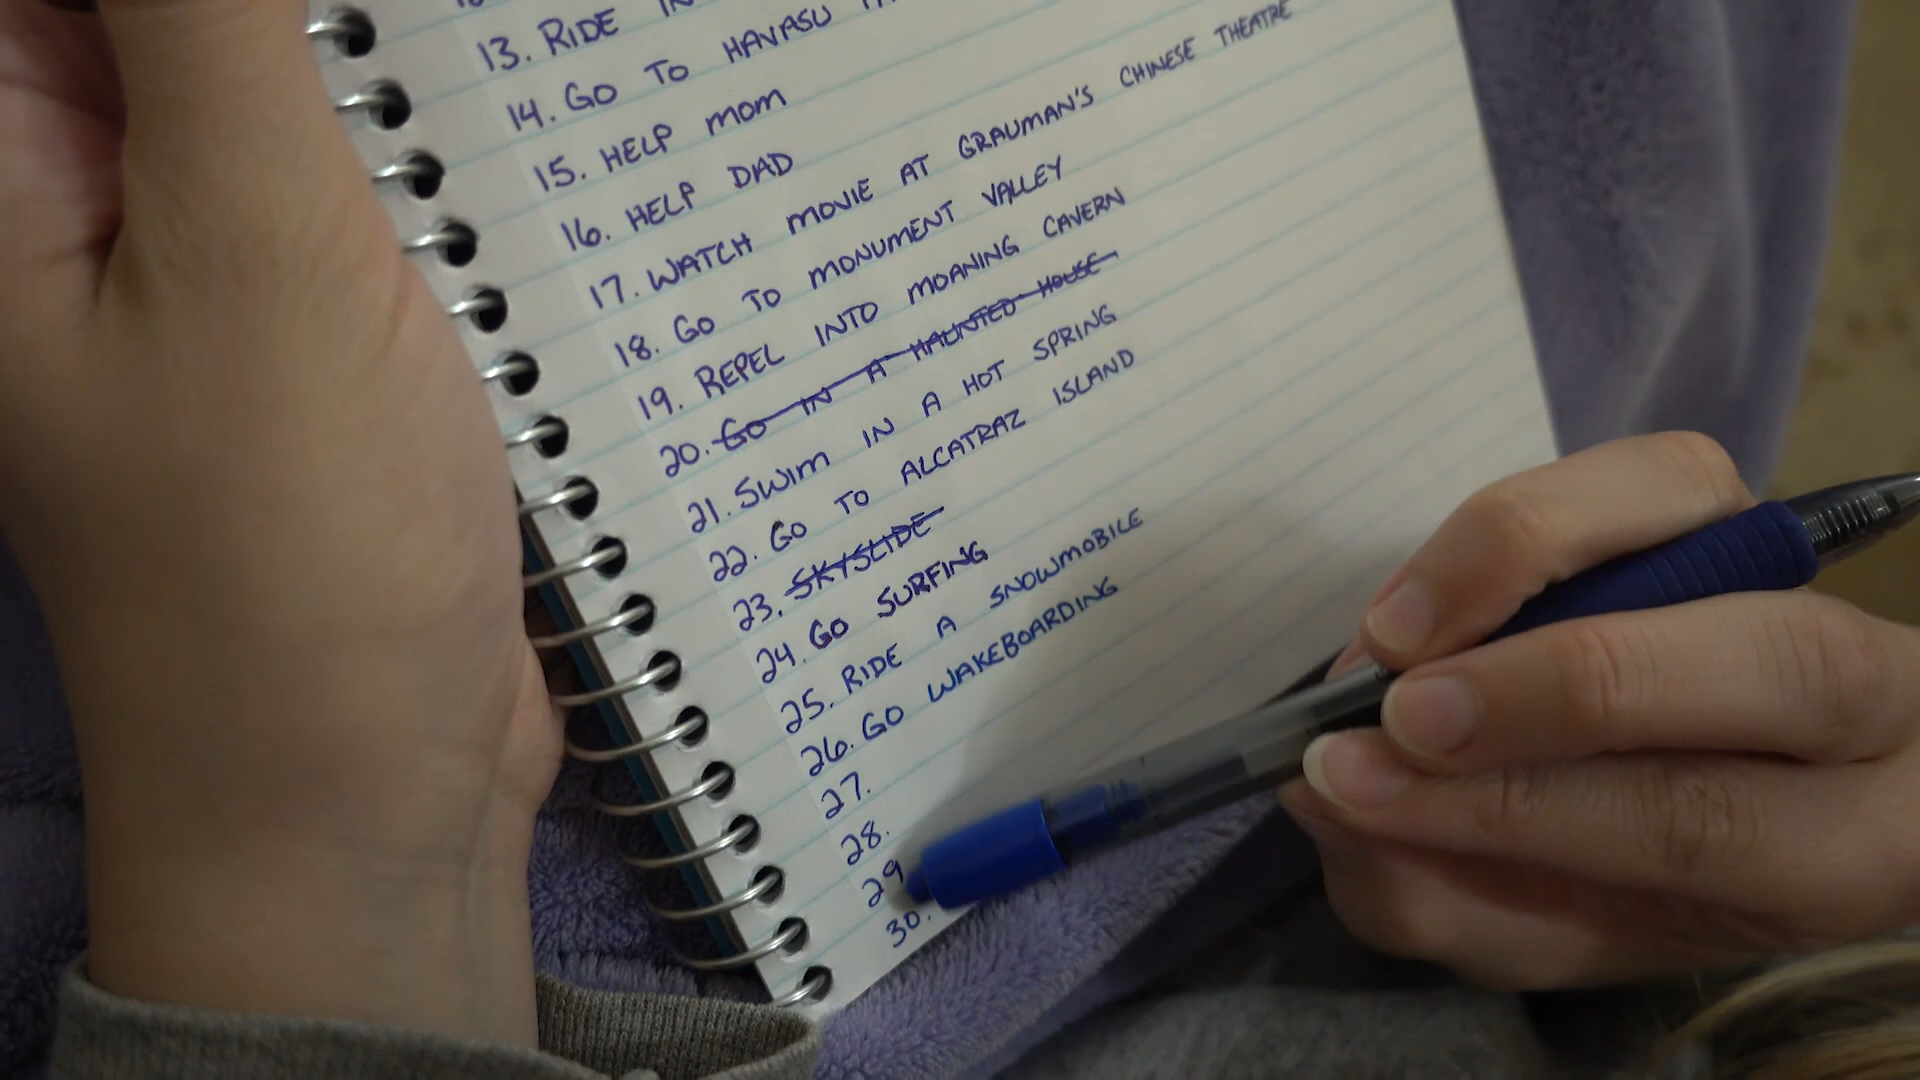 13. RIDE IN
14. GO TO HAVASU
15. HELP MOM
16. HELP DAD
17. WATCH MOVIE AT GRAUMAN'S CHINESE THEATRE
18. GO TO MONUMENT VALLEY
19. REPEL INTO MOANING CAVERN
20. GO IN A HAUNTED HOUSE
21. SWIM IN A HOT SPRING
22. GO TO ALCATRAZ ISLAND
23. SKYSLIDE
24. GO SURFING
25. RIDE A SNOWMOBILE
26. GO WAKEBOARDING
27.
28.
29
30.